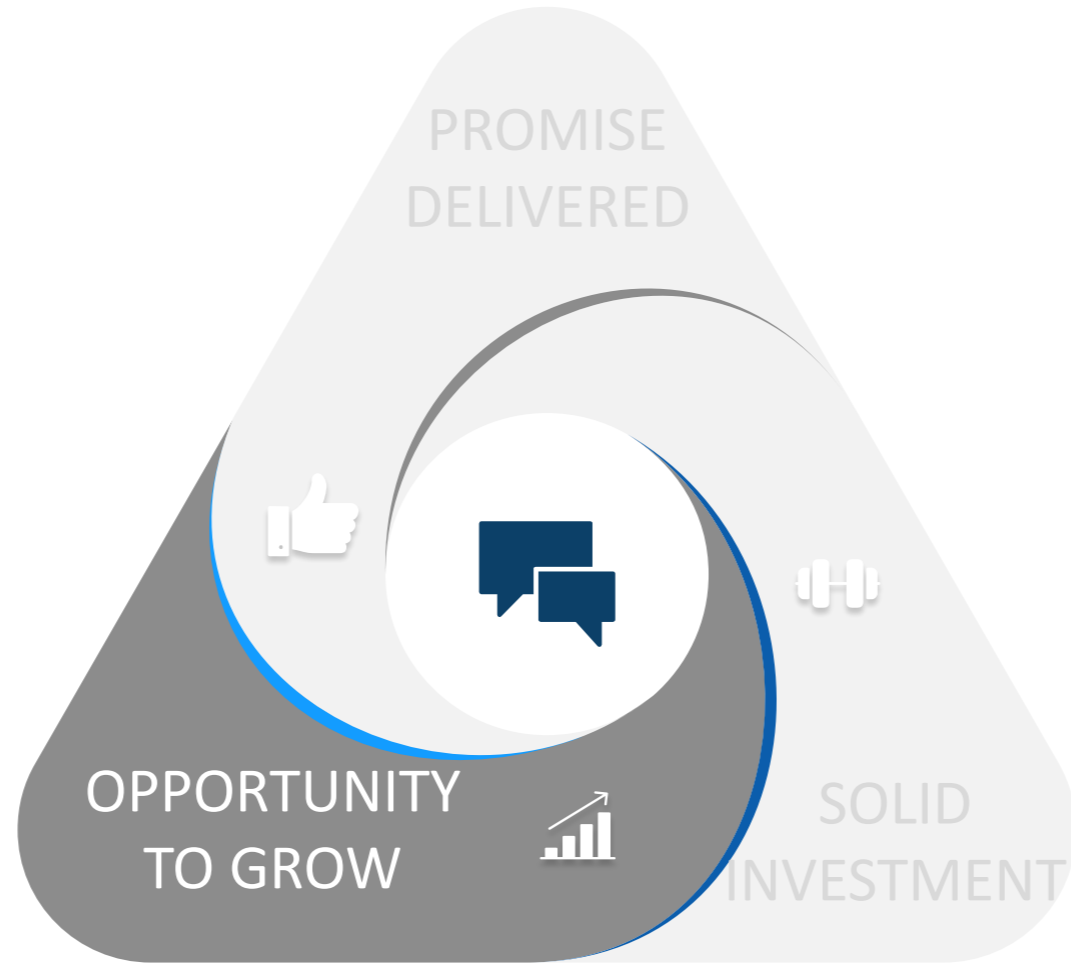 PROMISE
DELIVERED
OPPORTUNITY
TO GROW
SOLID
INVESTMENT